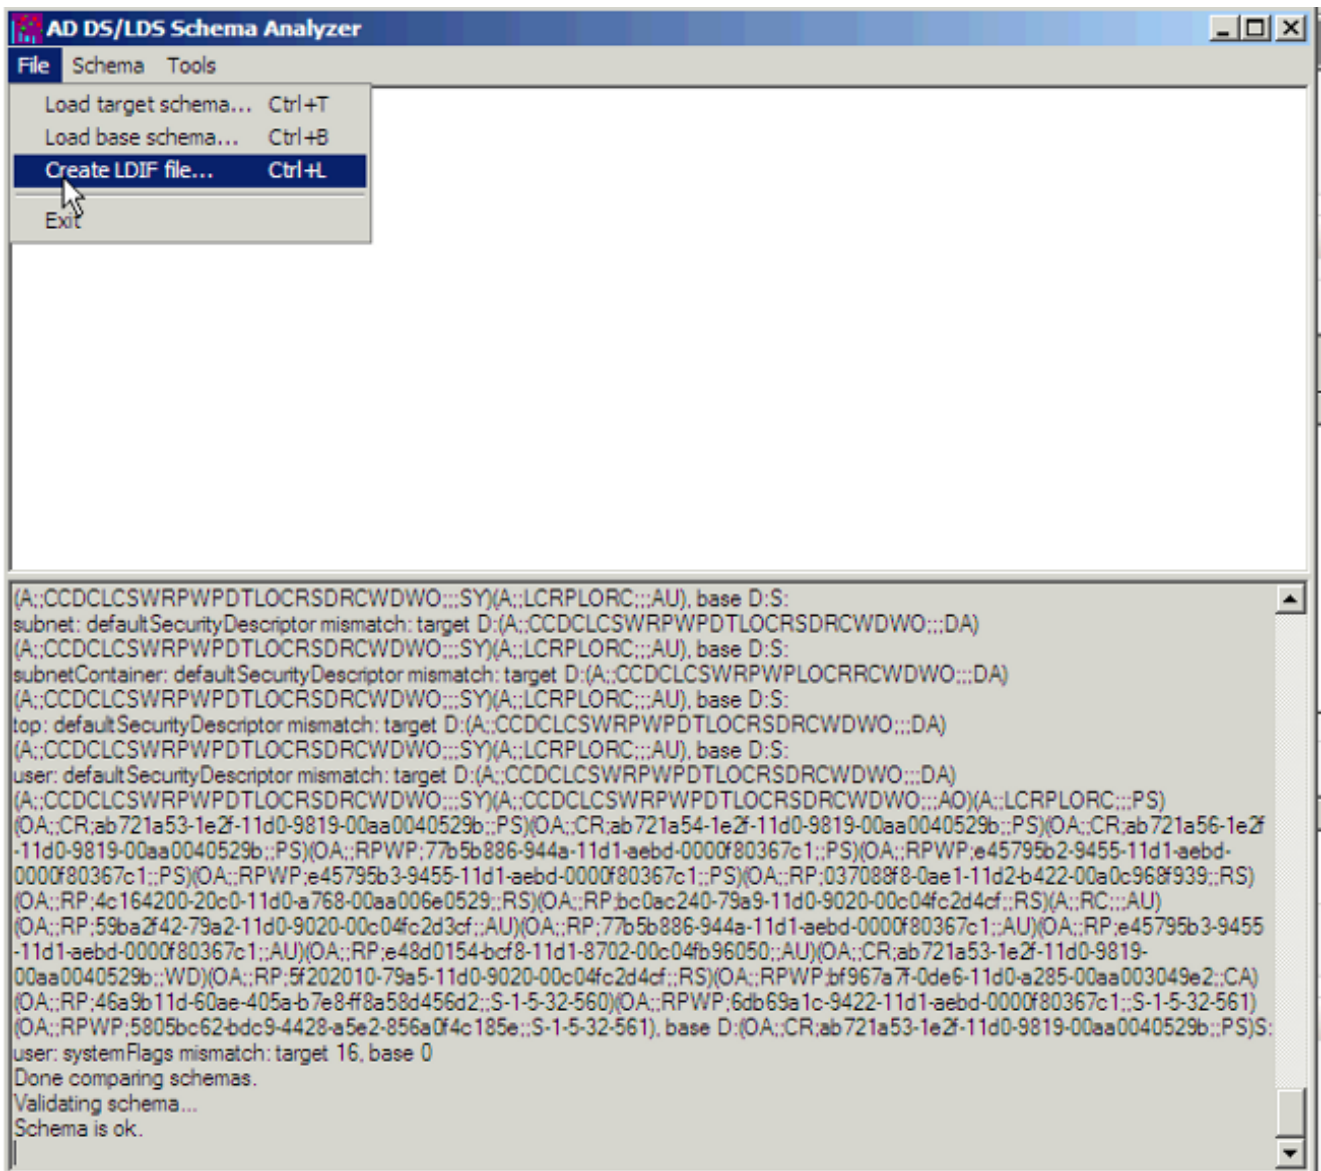 AD DS/LDS Schema Analyzer
File Schema Tools
Load target schema... Ctrl+T
Load base schema... Ctrl+B
Create LDIF file... Ctrl+L
Exit
(A;;CCDCLCSWRPWPDTLOCRSDRCWDWO;;;SY)(A;;LCRPLORC;;;AU), base D:S:
subnet: defaultSecurityDescriptor mismatch: target D:(A;;CCDCLCSWRPWPDTLOCRSDRCWDWO;;;DA)
(A;;CCDCLCSWRPWPDTLOCRSDRCWDWO;;;SY)(A;;LCRPLORC;;;AU), base D:S:
subnetContainer: defaultSecurityDescriptor mismatch: target D:(A;;CCDCLCSWRPWPLOCRRCWDWO;;;DA)
(A;;CCDCLCSWRPWPDTLOCRSDRCWDWO;;;SY)(A;;LCRPLORC;;;AU), base D:S:
top: defaultSecurityDescriptor mismatch: target D:(A;;CCDCLCSWRPWPDTLOCRSDRCWDWO;;;DA)
(A;;CCDCLCSWRPWPDTLOCRSDRCWDWO;;;SY)(A;;LCRPLORC;;;AU), base D:S:
user: defaultSecurityDescriptor mismatch: target D:(A;;CCDCLCSWRPWPDTLOCRSDRCWDWO;;;DA)
(A;;CCDCLCSWRPWPDTLOCRSDRCWDWO;;;SY)(A;;CCDCLCSWRPWPDTLOCRSDRCWDWO;;;AO)(A;;LCRPLORC;;;PS)
(OA;;CR;ab721a53-1e2f-11d0-9819-00aa0040529b;;PS)(OA;;CR;ab721a54-1e2f-11d0-9819-00aa0040529b;;PS)(OA;;CR;ab721a56-1e2f
-11d0-9819-00aa0040529b;;PS)(OA;;RPWP;77b5b886-944a-11d1-aebd-0000f80367c1;;PS)(OA;;RPWP;e45795b2-9455-11d1-aebd-
0000f80367c1;;PS)(OA;;RPWP;e45795b3-9455-11d1-aebd-0000f80367c1;;PS)(OA;;RP;037088f8-0ae1-11d2-b422-00a0c968f939;;RS)
(OA;;RP;4c164200-20c0-11d0-a768-00aa006e0529;;RS)(OA;;RP;bc0ac240-79a9-11d0-9020-00c04fc2d4cf;;RS)(A;;RC;;;AU)
(OA;;RP;59ba2f42-79a2-11d0-9020-00c04fc2d3cf;;AU)(OA;;RP;77b5b886-944a-11d1-aebd-0000f80367c1;;AU)(OA;;RP;e45795b3-9455
-11d1-aebd-0000f80367c1;;AU)(OA;;RP;e48d0154-bcf8-11d1-8702-00c04fb96050;;AU)(OA;;CR;ab721a53-1e2f-11d0-9819-
00aa0040529b;;WD)(OA;;RP;5f202010-79a5-11d0-9020-00c04fc2d4cf;;RS)(OA;;RPWP;bf967a7f-0de6-11d0-a285-00aa003049e2;;CA)
(OA;;RP;46a9b11d-60ae-405a-b7e8-ff8a58d456d2;;S-1-5-32-560)(OA;;RPWP;6db69a1c-9422-11d1-aebd-0000f80367c1;;S-1-5-32-561)
(OA;;RPWP;5805bc62-bdc9-4428-a5e2-856a0f4c185e;;S-1-5-32-561), base D:(OA;;CR;ab721a53-1e2f-11d0-9819-00aa0040529b;;PS)S:
user: systemFlags mismatch: target 16, base 0
Done comparing schemas.
Validating schema...
Schema is ok.